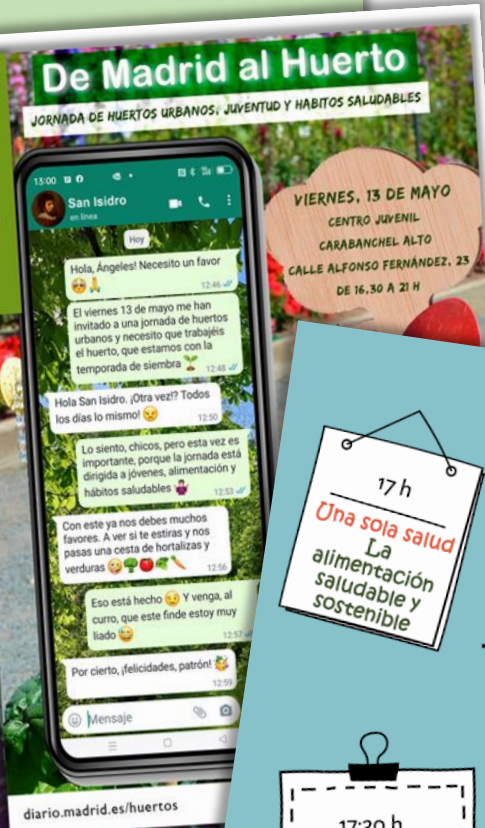 De Madrid al Huerto
JORNADA DE HUERTOS URBANOS, JUVENTUD Y HABITOS SALUDABLES
13:00
San Isidro
en línea
VIERNES, 13 DE MAYO
CENTRO JUVENIL
CARABANCHEL ALTO
CALLE ALFONSO FERNÁNDEZ, 23
DE 16,30 A 21 H
Hoy
Hola, Ángeles! Necesito un favor
🥺🙏 12:46
El viernes 13 de mayo me han
invitado a una jornada de huertos
urbanos y necesito que trabajéis
el huerto, que estamos con la
temporada de siembra 🌱 12:48
Hola San Isidro. ¡Otra vez!? Todos
los días lo mismo! 😒 12:50
Lo siento, chicos, pero esta vez es
importante, porque la jornada está
dirigida a jóvenes, alimentación y
hábitos saludables 12:53
Con este ya nos debes muchos
favores. A ver si te estiras y nos
pasas una cesta de hortalizas y
verduras 😜🥦🍅🥬🥕 12:56
Eso está hecho 😉 Y venga, al
curro, que este finde estoy muy
liado 😅 12:57
Por cierto, ¡felicidades, patrón! 🥳
12:59
Mensaje
diario.madrid.es/huertos
17 h
Una sola salud
La
alimentación
saludable y
sostenible
17:30 h